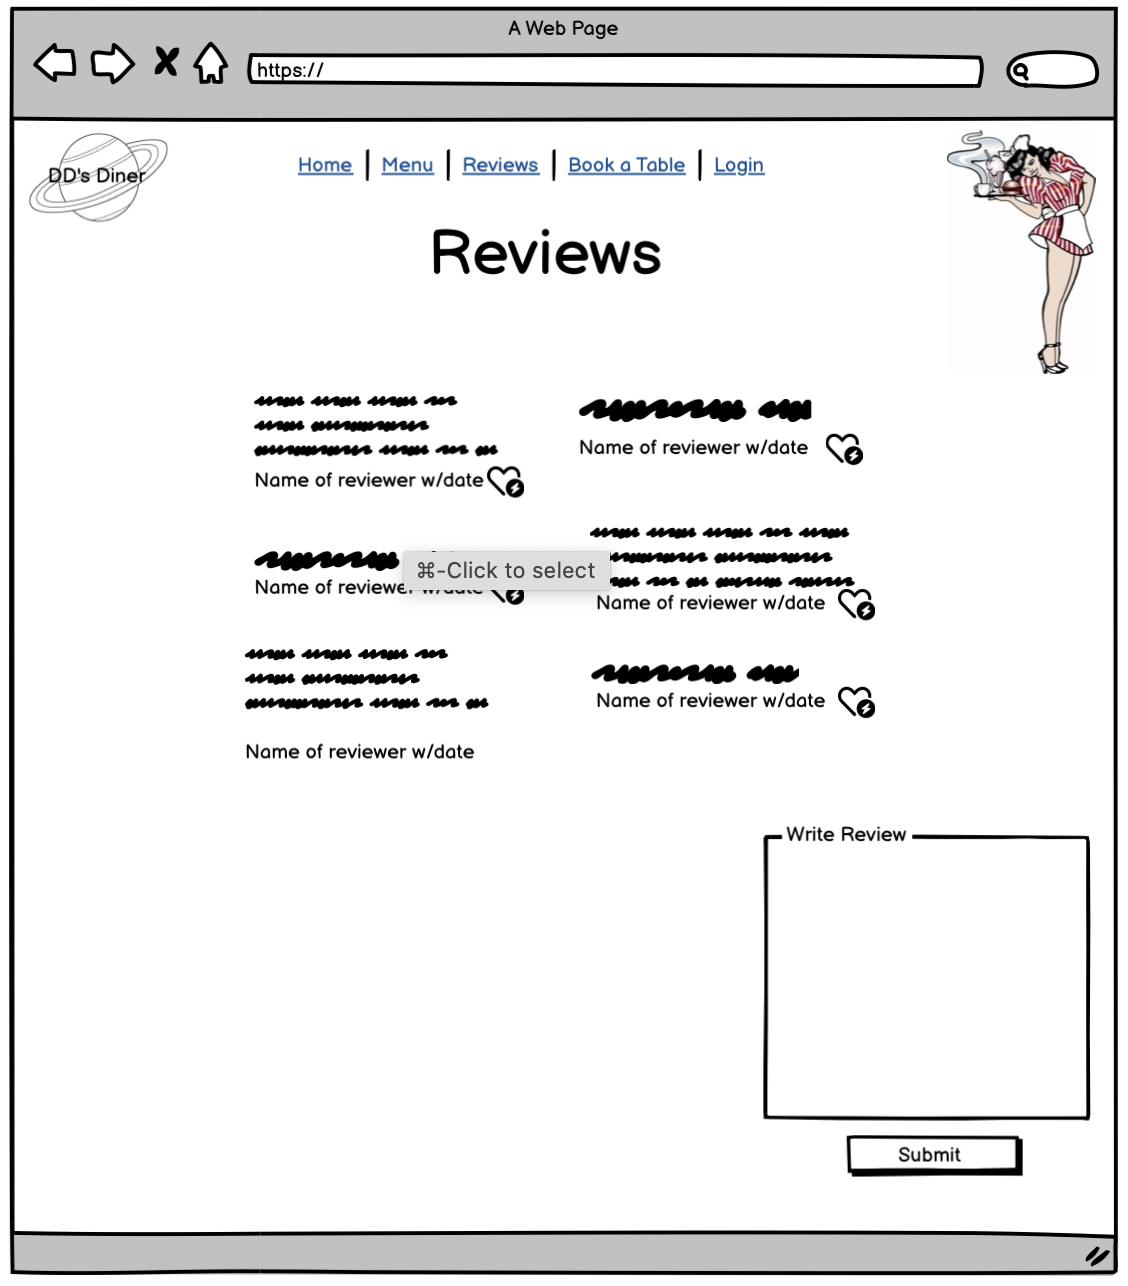 A Web Page
https://
DD's Diner
Home | Menu | Reviews | Book a Table | Login
Reviews
Name of reviewer w/date
Name of reviewer w/date
⌘-Click to select
Name of reviewer w/date
Name of reviewer w/date
Name of reviewer w/date
Name of reviewer w/date
Write Review
Submit